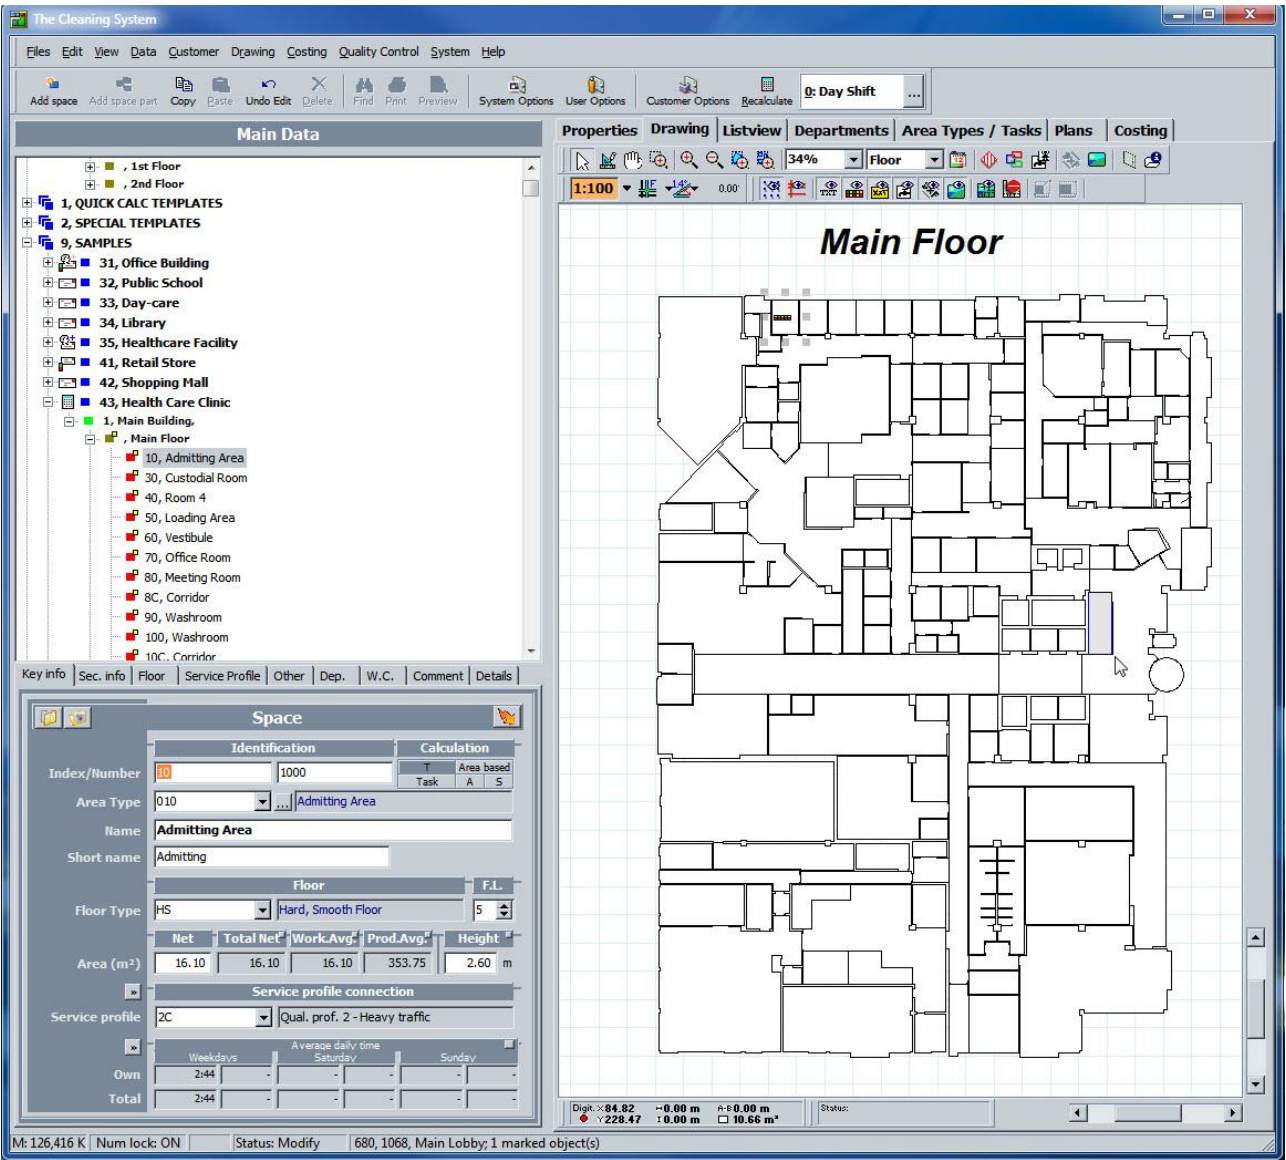 The Cleaning System
Files Edit View Data Customer Drawing Costing Quality Control System Help
Add space Add space part Copy Paste Undo Edit Delete Find Print Preview System Options User Options Customer Options Recalculate 0: Day Shift ...
Main Data
, 1st Floor
, 2nd Floor
1, QUICK CALC TEMPLATES
2, SPECIAL TEMPLATES
9, SAMPLES
31, Office Building
32, Public School
33, Day-care
34, Library
35, Healthcare Facility
41, Retail Store
42, Shopping Mall
43, Health Care Clinic
1, Main Building,
, Main Floor
10, Admitting Area
30, Custodial Room
40, Room 4
50, Loading Area
60, Vestibule
70, Office Room
80, Meeting Room
8C, Corridor
90, Washroom
100, Washroom
10C, Corridor
Key info Sec. info Floor Service Profile Other Dep. W.C. Comment Details
Space
Identification Calculation
Index/Number 10 1000 T Area based
Task A S
Area Type 010 ... Admitting Area
Name Admitting Area
Short name Admitting
Floor F.L.
Floor Type HS Hard, Smooth Floor 5
Net Total Net Work.Avg. Prod.Avg. Height
Area (m²) 16.10 16.10 16.10 353.75 2.60 m
» Service profile connection
Service profile 2C Qual. prof. 2 - Heavy traffic
» Average daily time
Weekdays Saturday Sunday
Own 2:44 - - - - -
Total 2:44 - - - - -
Properties Drawing Listview Departments Area Types / Tasks Plans Costing
34% Floor
1:100 0.00
Main Floor
Digit. X 84.82 0.00 m A-B 0.00 m Status:
Y 228.47 0.00 m 10.66 m²
M: 126,416 K Num lock: ON Status: Modify 680, 1068, Main Lobby; 1 marked object(s)